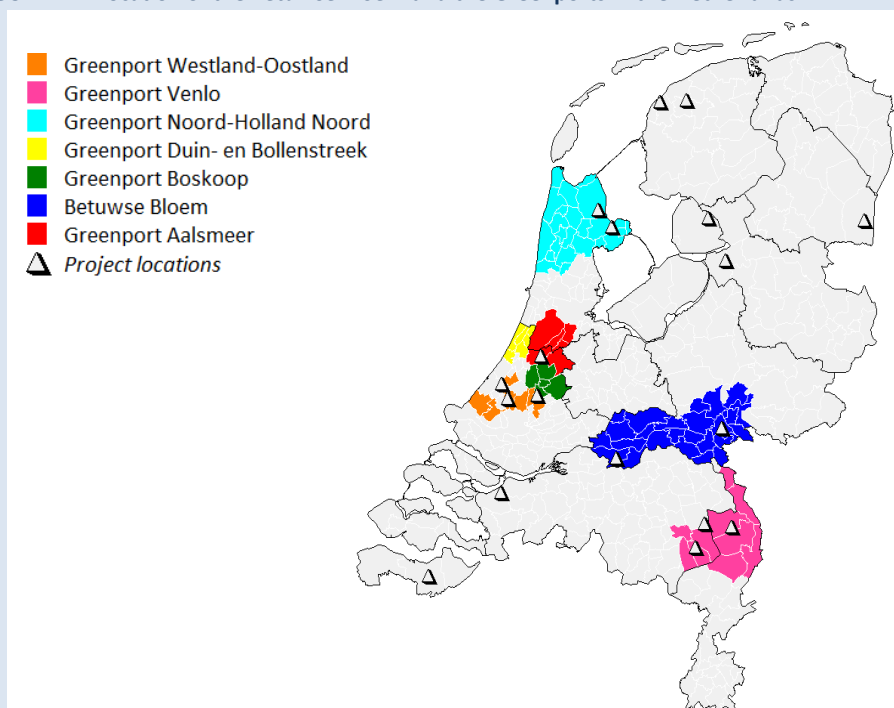 Greenport Westland-Oostland
Greenport Venlo
Greenport Noord-Holland Noord
Greenport Duin- en Bollenstreek
Greenport Boskoop
Betuwse Bloem
Greenport Aalsmeer
Project locations